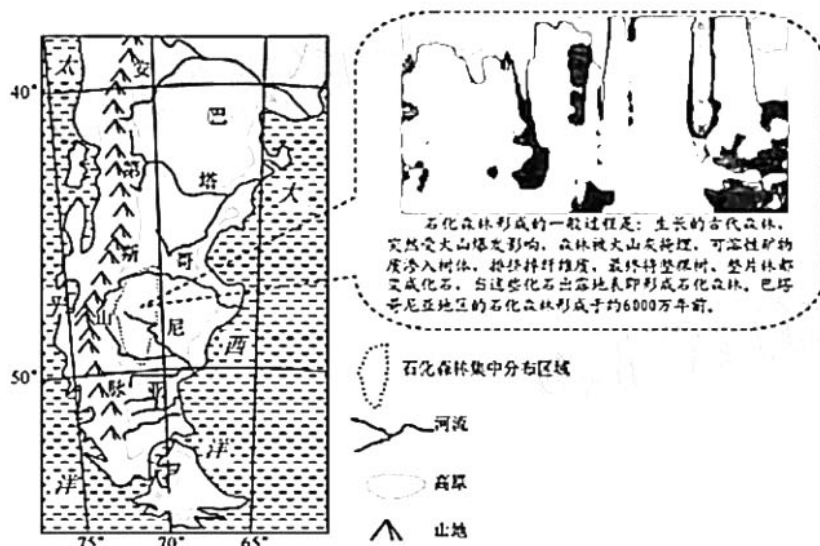 太
安
40°
巴
第
塔
大
斯
哥
平
山
尼
西
50°
脉
亚
洋
洋
75°
70°
65°
石化森林形成的一般过程是：生长的古代森林，
突然受火山爆发影响，森林被火山灰掩埋，可溶性矿物
质渗入树体，替换掉纤维质，最终将整棵树、整片林都
变成化石，当这些化石出露地表即形成石化森林。巴塔
哥尼亚地区的石化森林形成于约6000万年前。
石化森林集中分布区域
河流
高原
山地